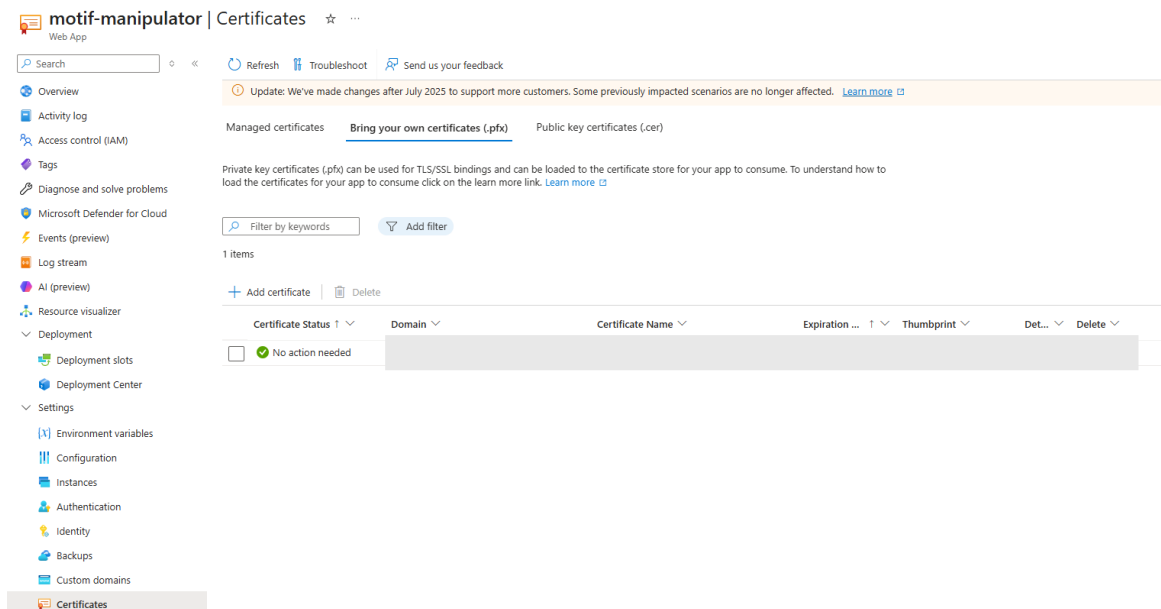 motif-manipulator | Certificates ☆ ...
Web App
Search
Overview
Activity log
Access control (IAM)
Tags
Diagnose and solve problems
Microsoft Defender for Cloud
Events (preview)
Log stream
AI (preview)
Resource visualizer
Deployment
Deployment slots
Deployment Center
Settings
Environment variables
Configuration
Instances
Authentication
Identity
Backups
Custom domains
Certificates
Refresh Troubleshoot Send us your feedback
Update: We've made changes after July 2025 to support more customers. Some previously impacted scenarios are no longer affected. Learn more
Managed certificates Bring your own certificates (.pfx) Public key certificates (.cer)
Private key certificates (.pfx) can be used for TLS/SSL bindings and can be loaded to the certificate store for your app to consume. To understand how to
load the certificates for your app to consume click on the learn more link. Learn more
Filter by keywords Add filter
1 items
Add certificate Delete
Certificate Status ↑ Domain Certificate Name Expiration ... ↑ Thumbprint Det... Delete
No action needed